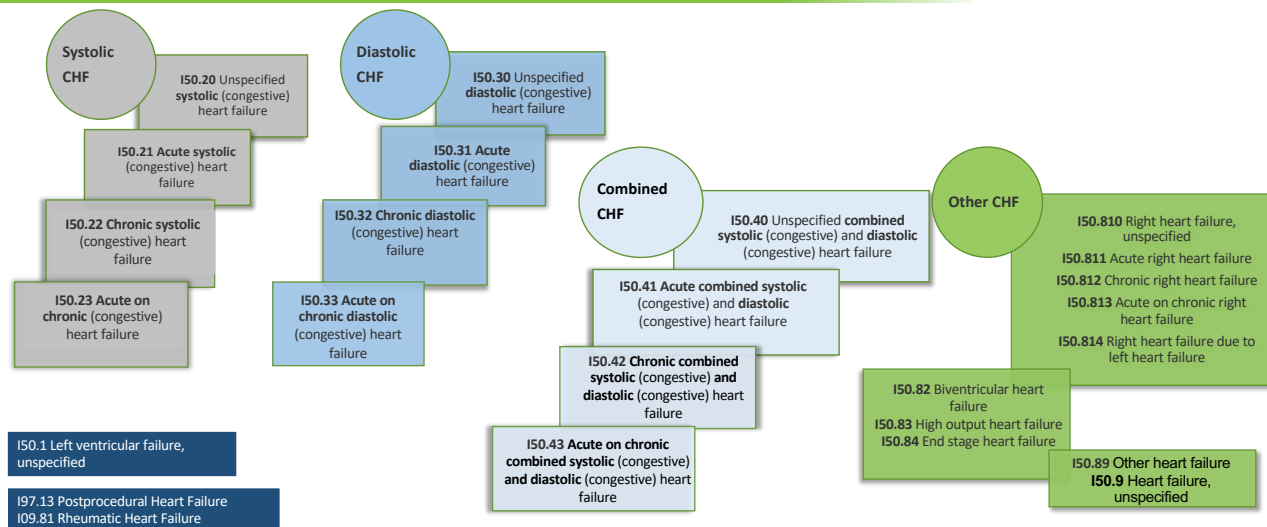 Systolic
CHF
I50.20 Unspecified
systolic (congestive)
heart failure
I50.21 Acute systolic
(congestive) heart
failure
I50.22 Chronic systolic
(congestive) heart
failure
I50.23 Acute on
chronic (congestive)
heart failure
Diastolic
CHF
I50.30 Unspecified
diastolic (congestive)
heart failure
I50.31 Acute
diastolic (congestive)
heart failure
I50.32 Chronic diastolic
(congestive) heart
failure
I50.33 Acute on
chronic diastolic
(congestive) heart
failure
Combined
CHF
I50.40 Unspecified combined
systolic (congestive) and diastolic
(congestive) heart failure
I50.41 Acute combined systolic
(congestive) and diastolic
(congestive) heart failure
I50.42 Chronic combined
systolic (congestive) and
diastolic (congestive) heart
failure
I50.43 Acute on chronic
combined systolic (congestive)
and diastolic (congestive) heart
failure
Other CHF
I50.810 Right heart failure,
unspecified
I50.811 Acute right heart failure
I50.812 Chronic right heart failure
I50.813 Acute on chronic right
heart failure
I50.814 Right heart failure due to
left heart failure
I50.82 Biventricular heart
failure
I50.83 High output heart failure
I50.84 End stage heart failure
I50.89 Other heart failure
I50.9 Heart failure,
unspecified
I50.1 Left ventricular failure,
unspecified
I97.13 Postprocedural Heart Failure
I09.81 Rheumatic Heart Failure